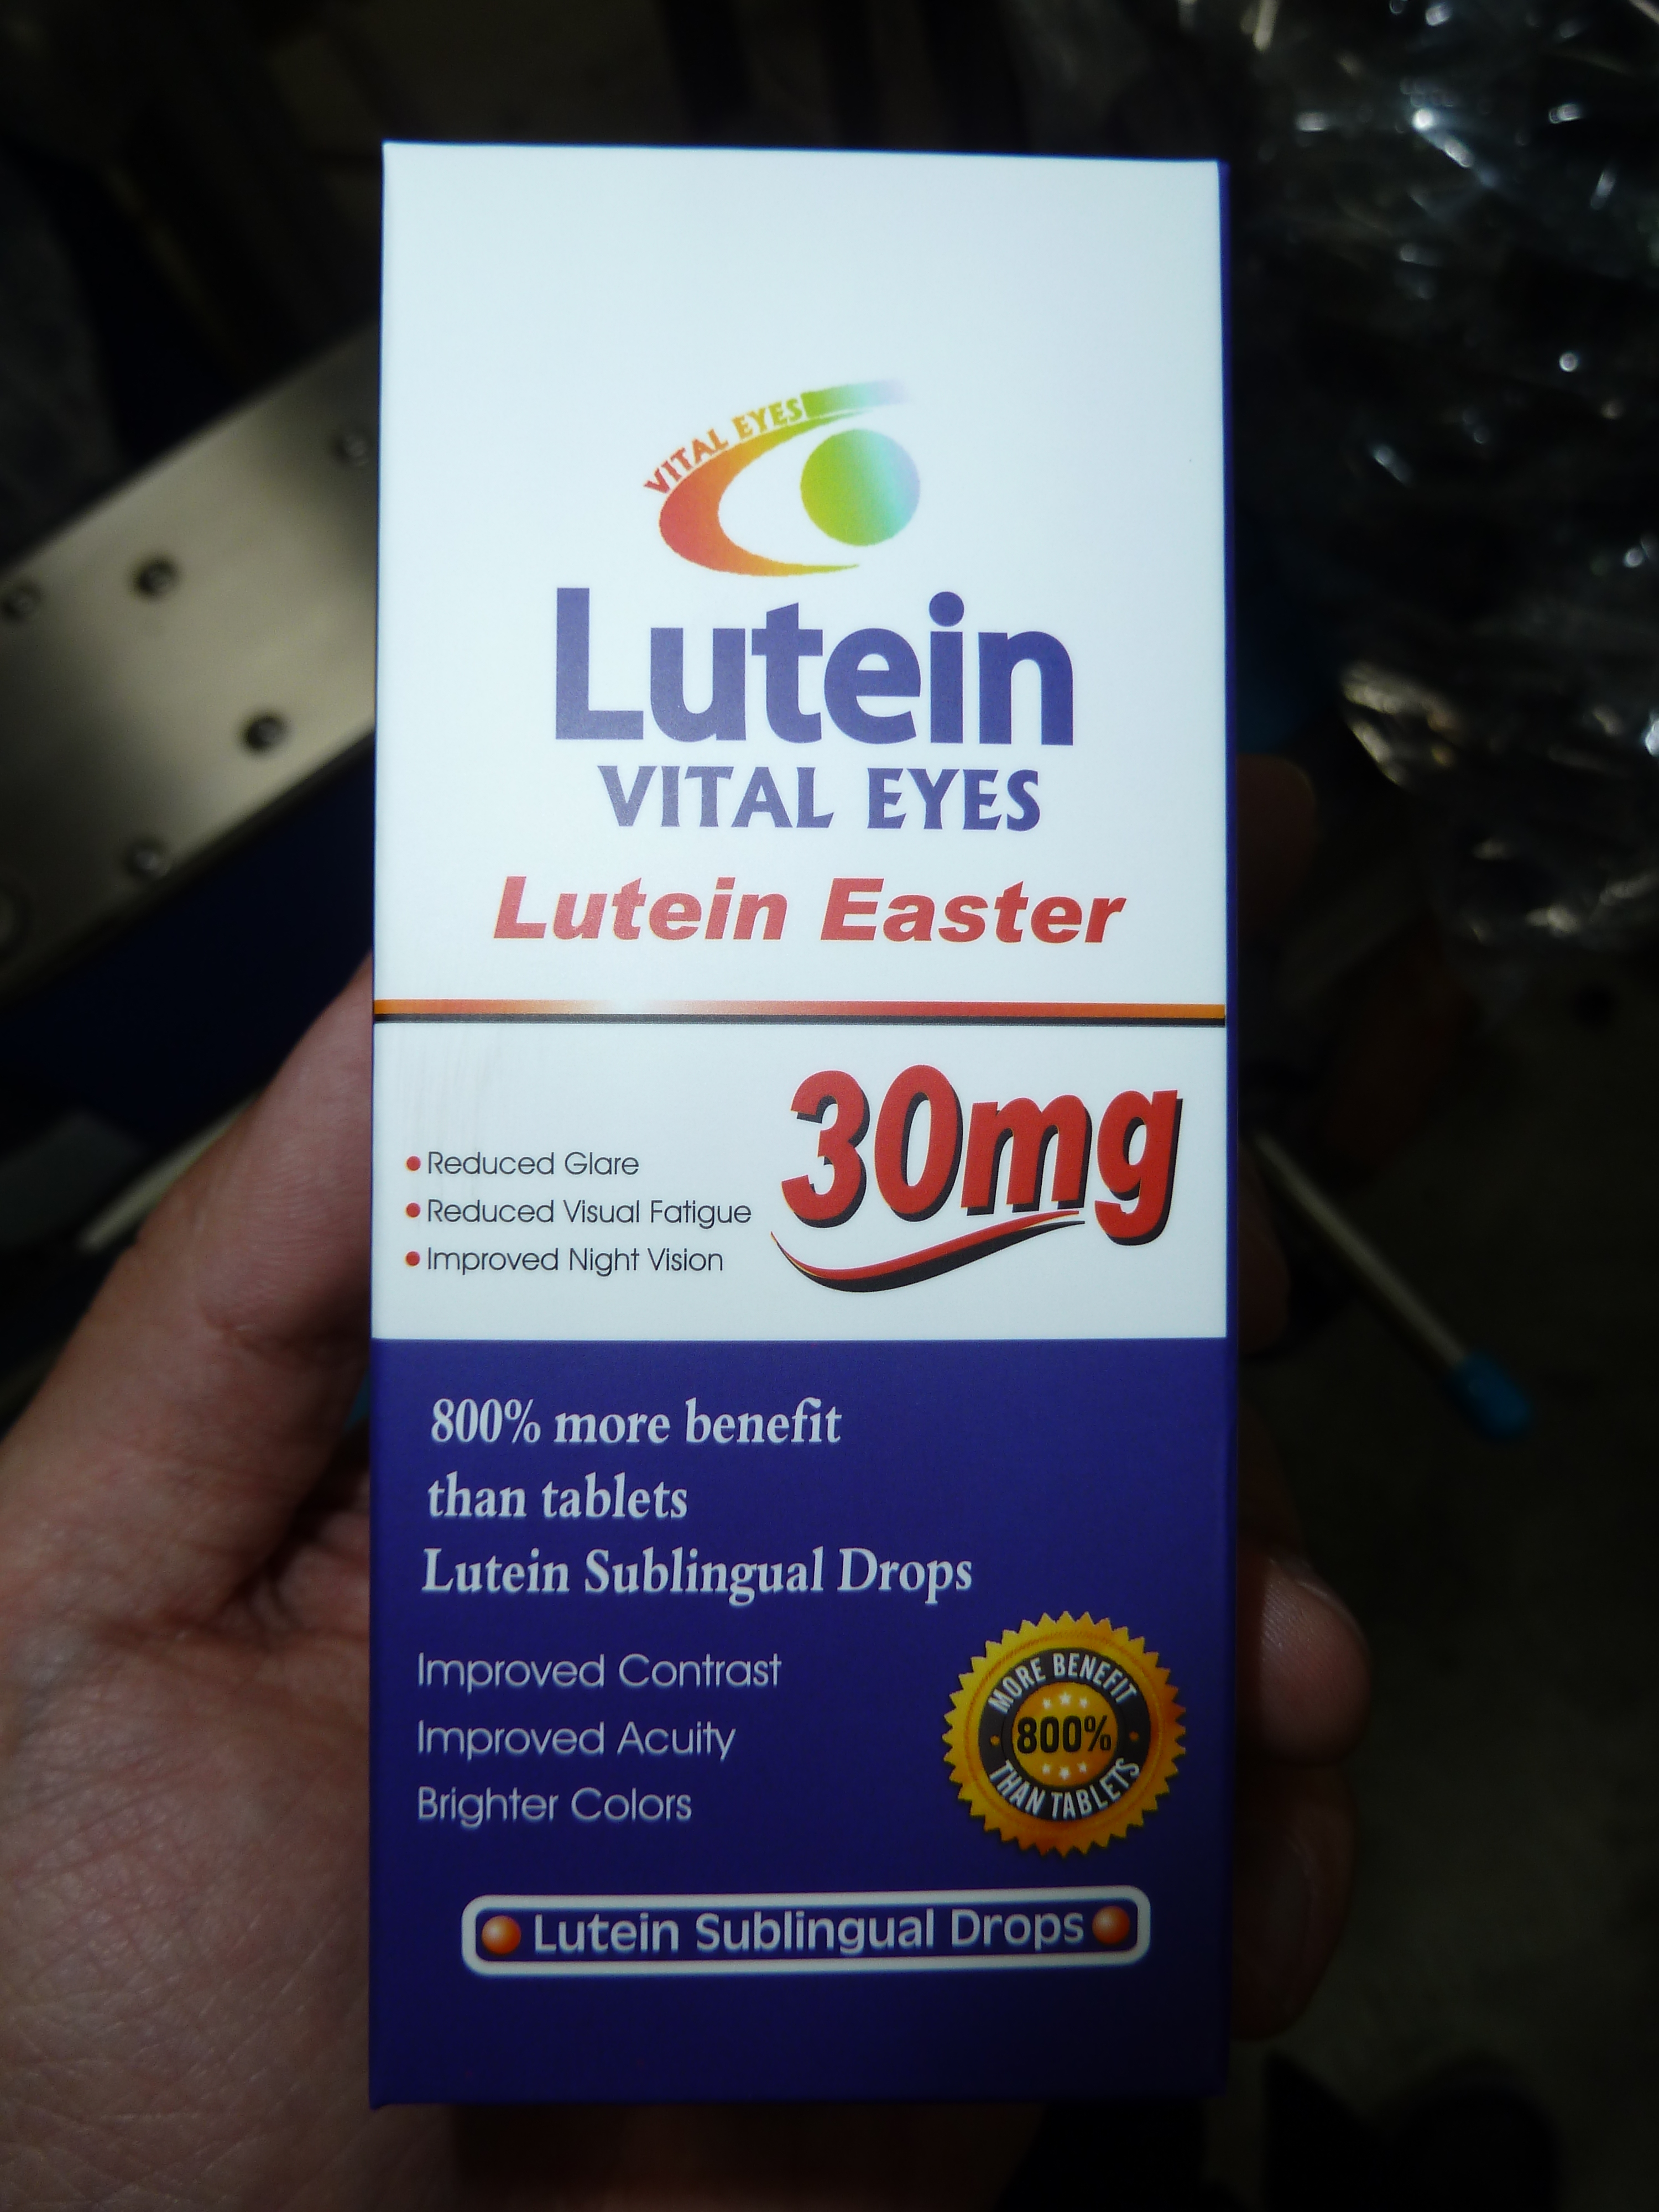 VITAL EYES
Lutein
VITAL EYES
Lutein Easter
30mg
• Reduced Glare
• Reduced Visual Fatigue
• Improved Night Vision
800% more benefit
than tablets
Lutein Sublingual Drops
Improved Contrast
Improved Acuity
Brighter Colors
MORE BENEFIT
800%
THAN TABLETS
Lutein Sublingual Drops